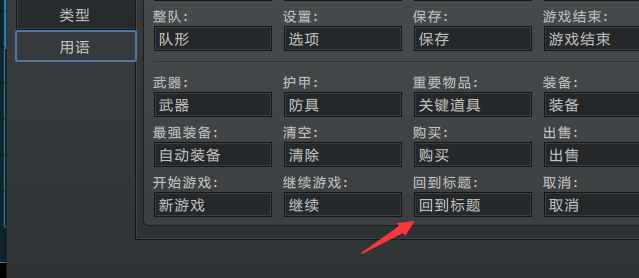 类型
用语
整队: 设置: 保存: 游戏结束:
队形 选项 保存 游戏结束
武器: 护甲: 重要物品: 装备:
武器 防具 关键道具 装备
最强装备: 清空: 购买: 出售:
自动装备 清除 购买 出售
开始游戏: 继续游戏: 回到标题: 取消:
新游戏 继续 回到标题 取消